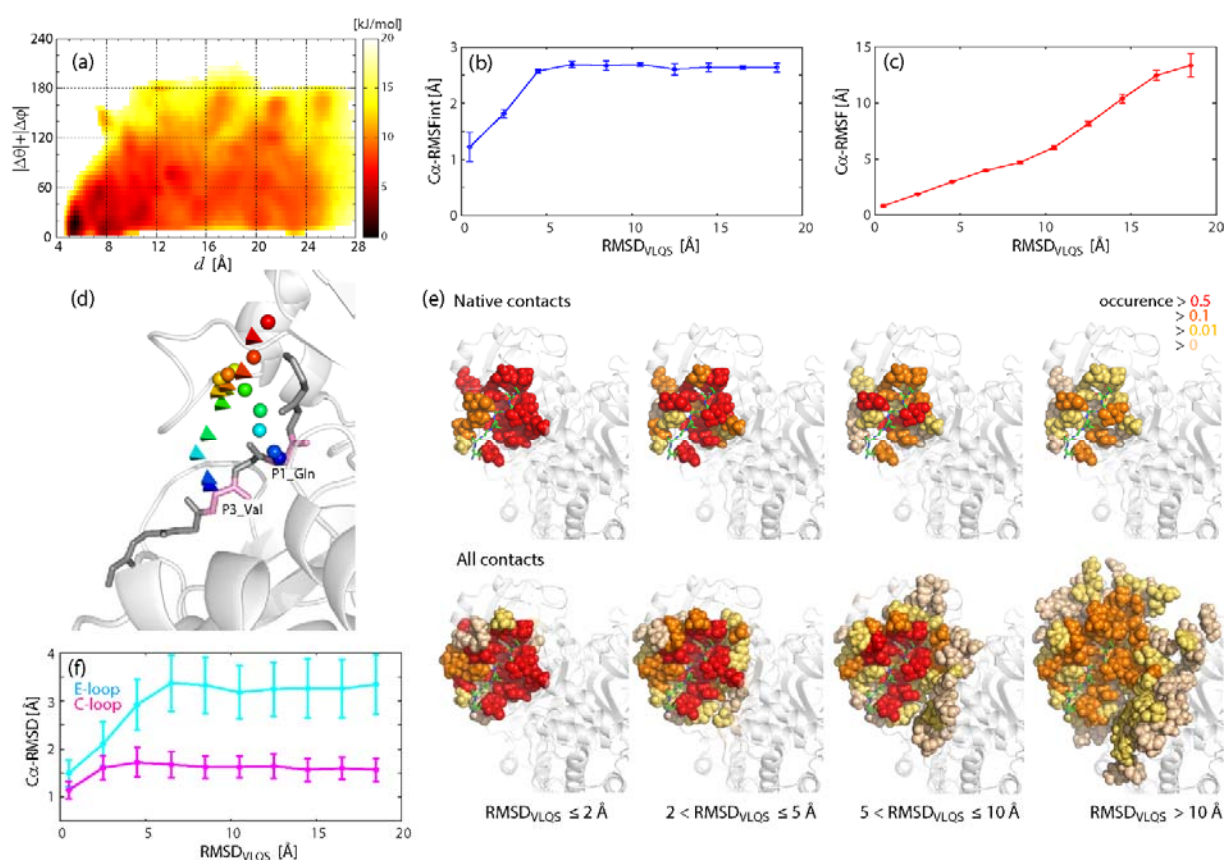 [kJ/mol]
(a)
240
180
120
60
0
|Δθ|+|Δφ|
4 8 12 16 20 24 28
d [Å]
20
15
10
5
0
(b)
3
2
1
0
Cα-RMSFint [Å]
0 5 10 15 20
RMSDVLQS [Å]
(c)
15
10
5
0
Cα-RMSF [Å]
0 5 10 15 20
RMSDVLQS [Å]
(d)
P1_Gln
P3_Val
(e)
Native contacts
occurence > 0.5
> 0.1
> 0.01
> 0
All contacts
RMSDVLQS ≤ 2 Å
2 < RMSDVLQS ≤ 5 Å
5 < RMSDVLQS ≤ 10 Å
RMSDVLQS > 10 Å
(f)
E-loop
C-loop
4
3
2
1
Cα-RMSD [Å]
0 5 10 15 20
RMSDVLQS [Å]